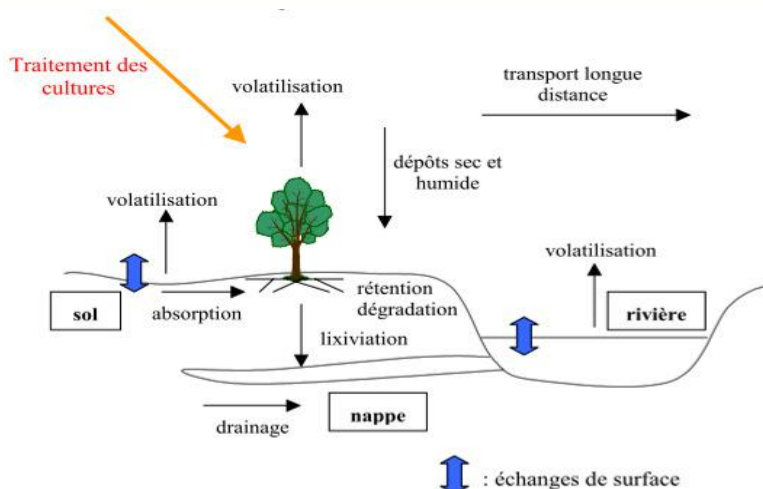 Traitement des
cultures
volatilisation
transport longue
distance
dépôts sec et
humide
volatilisation
volatilisation
sol
absorption
rétention
dégradation
rivière
lixiviation
drainage
nappe
: échanges de surface